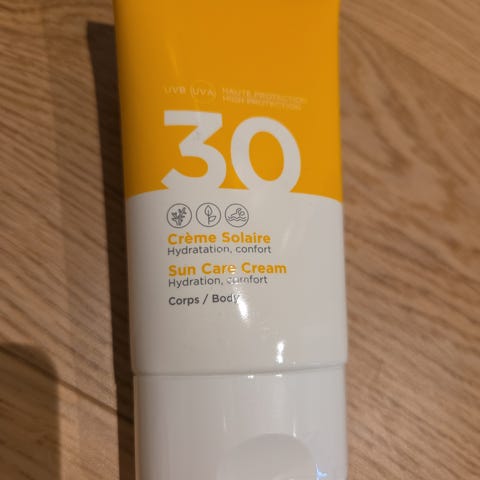 UVB UVA HAUTE PROTECTION
HIGH PROTECTION
30
Crème Solaire
Hydratation, confort
Sun Care Cream
Hydration, comfort
Corps / Body